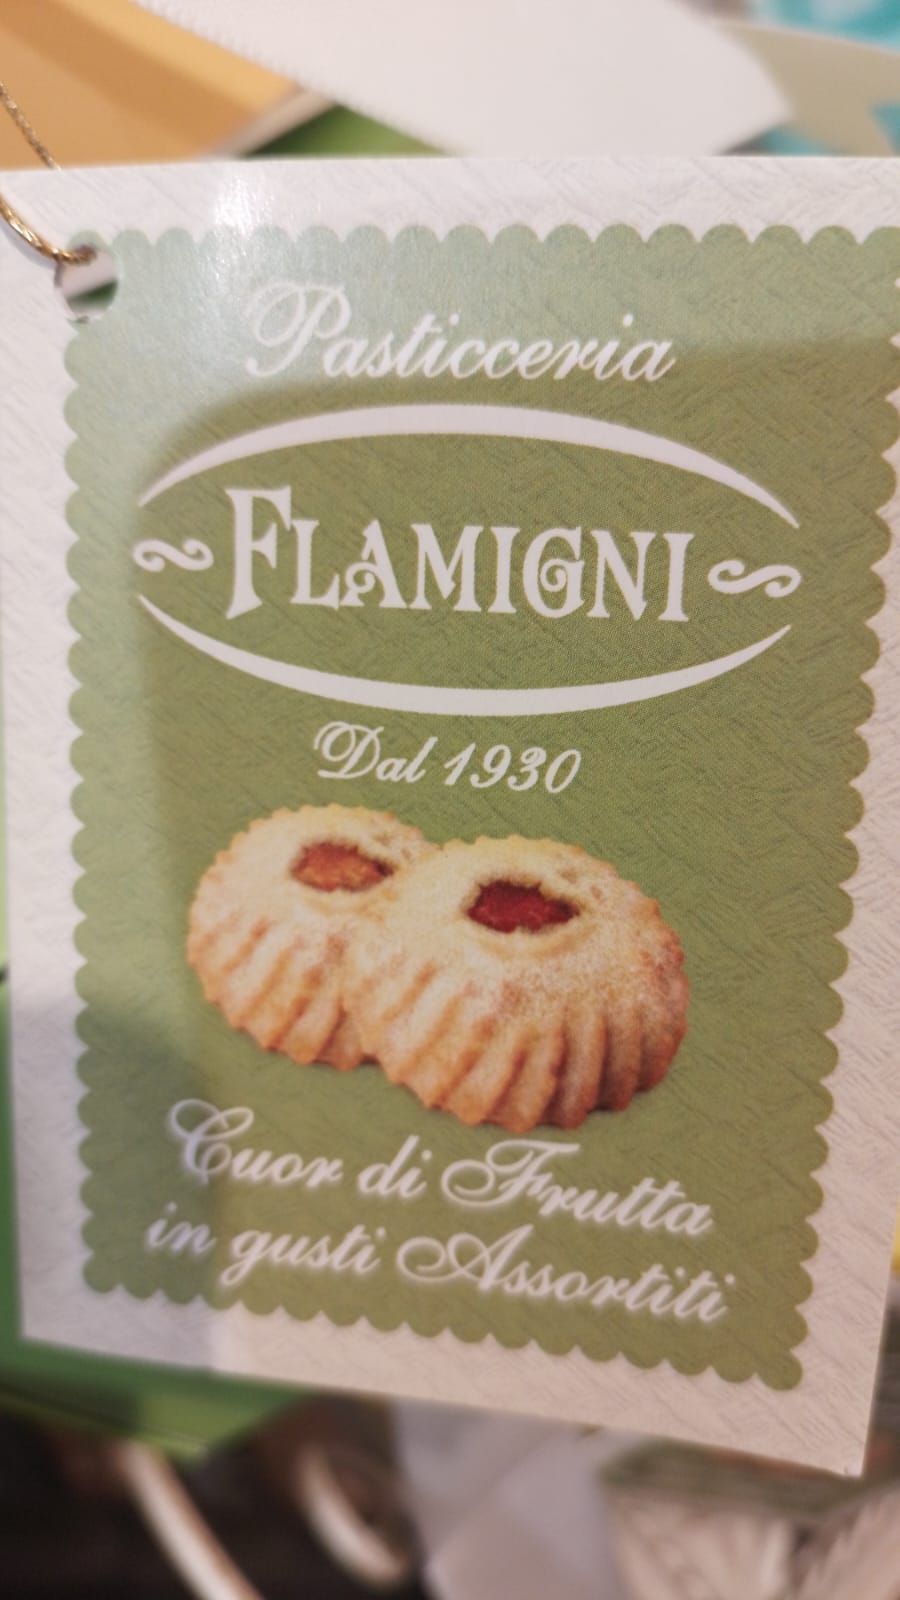 Pasticceria
FLAMIGNI
Dal 1930
Cuor di Frutta
in gusti Assortiti